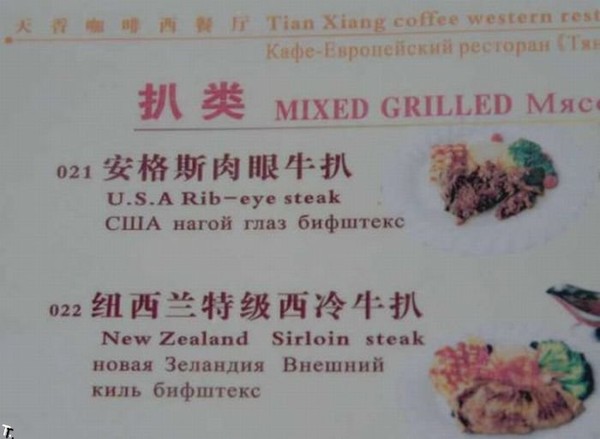 天香咖啡西餐厅 Tian Xiang coffee western
Кафе-Европейский ресторан
扒类 MIXED GRILLED
021 安格斯肉眼牛扒
U.S.A Rib-eye steak
США нагой глаз бифштекс
022 纽西兰特级西冷牛扒
New Zealand Sirloin steak
новая Зеландия Внешний
киль бифштекс